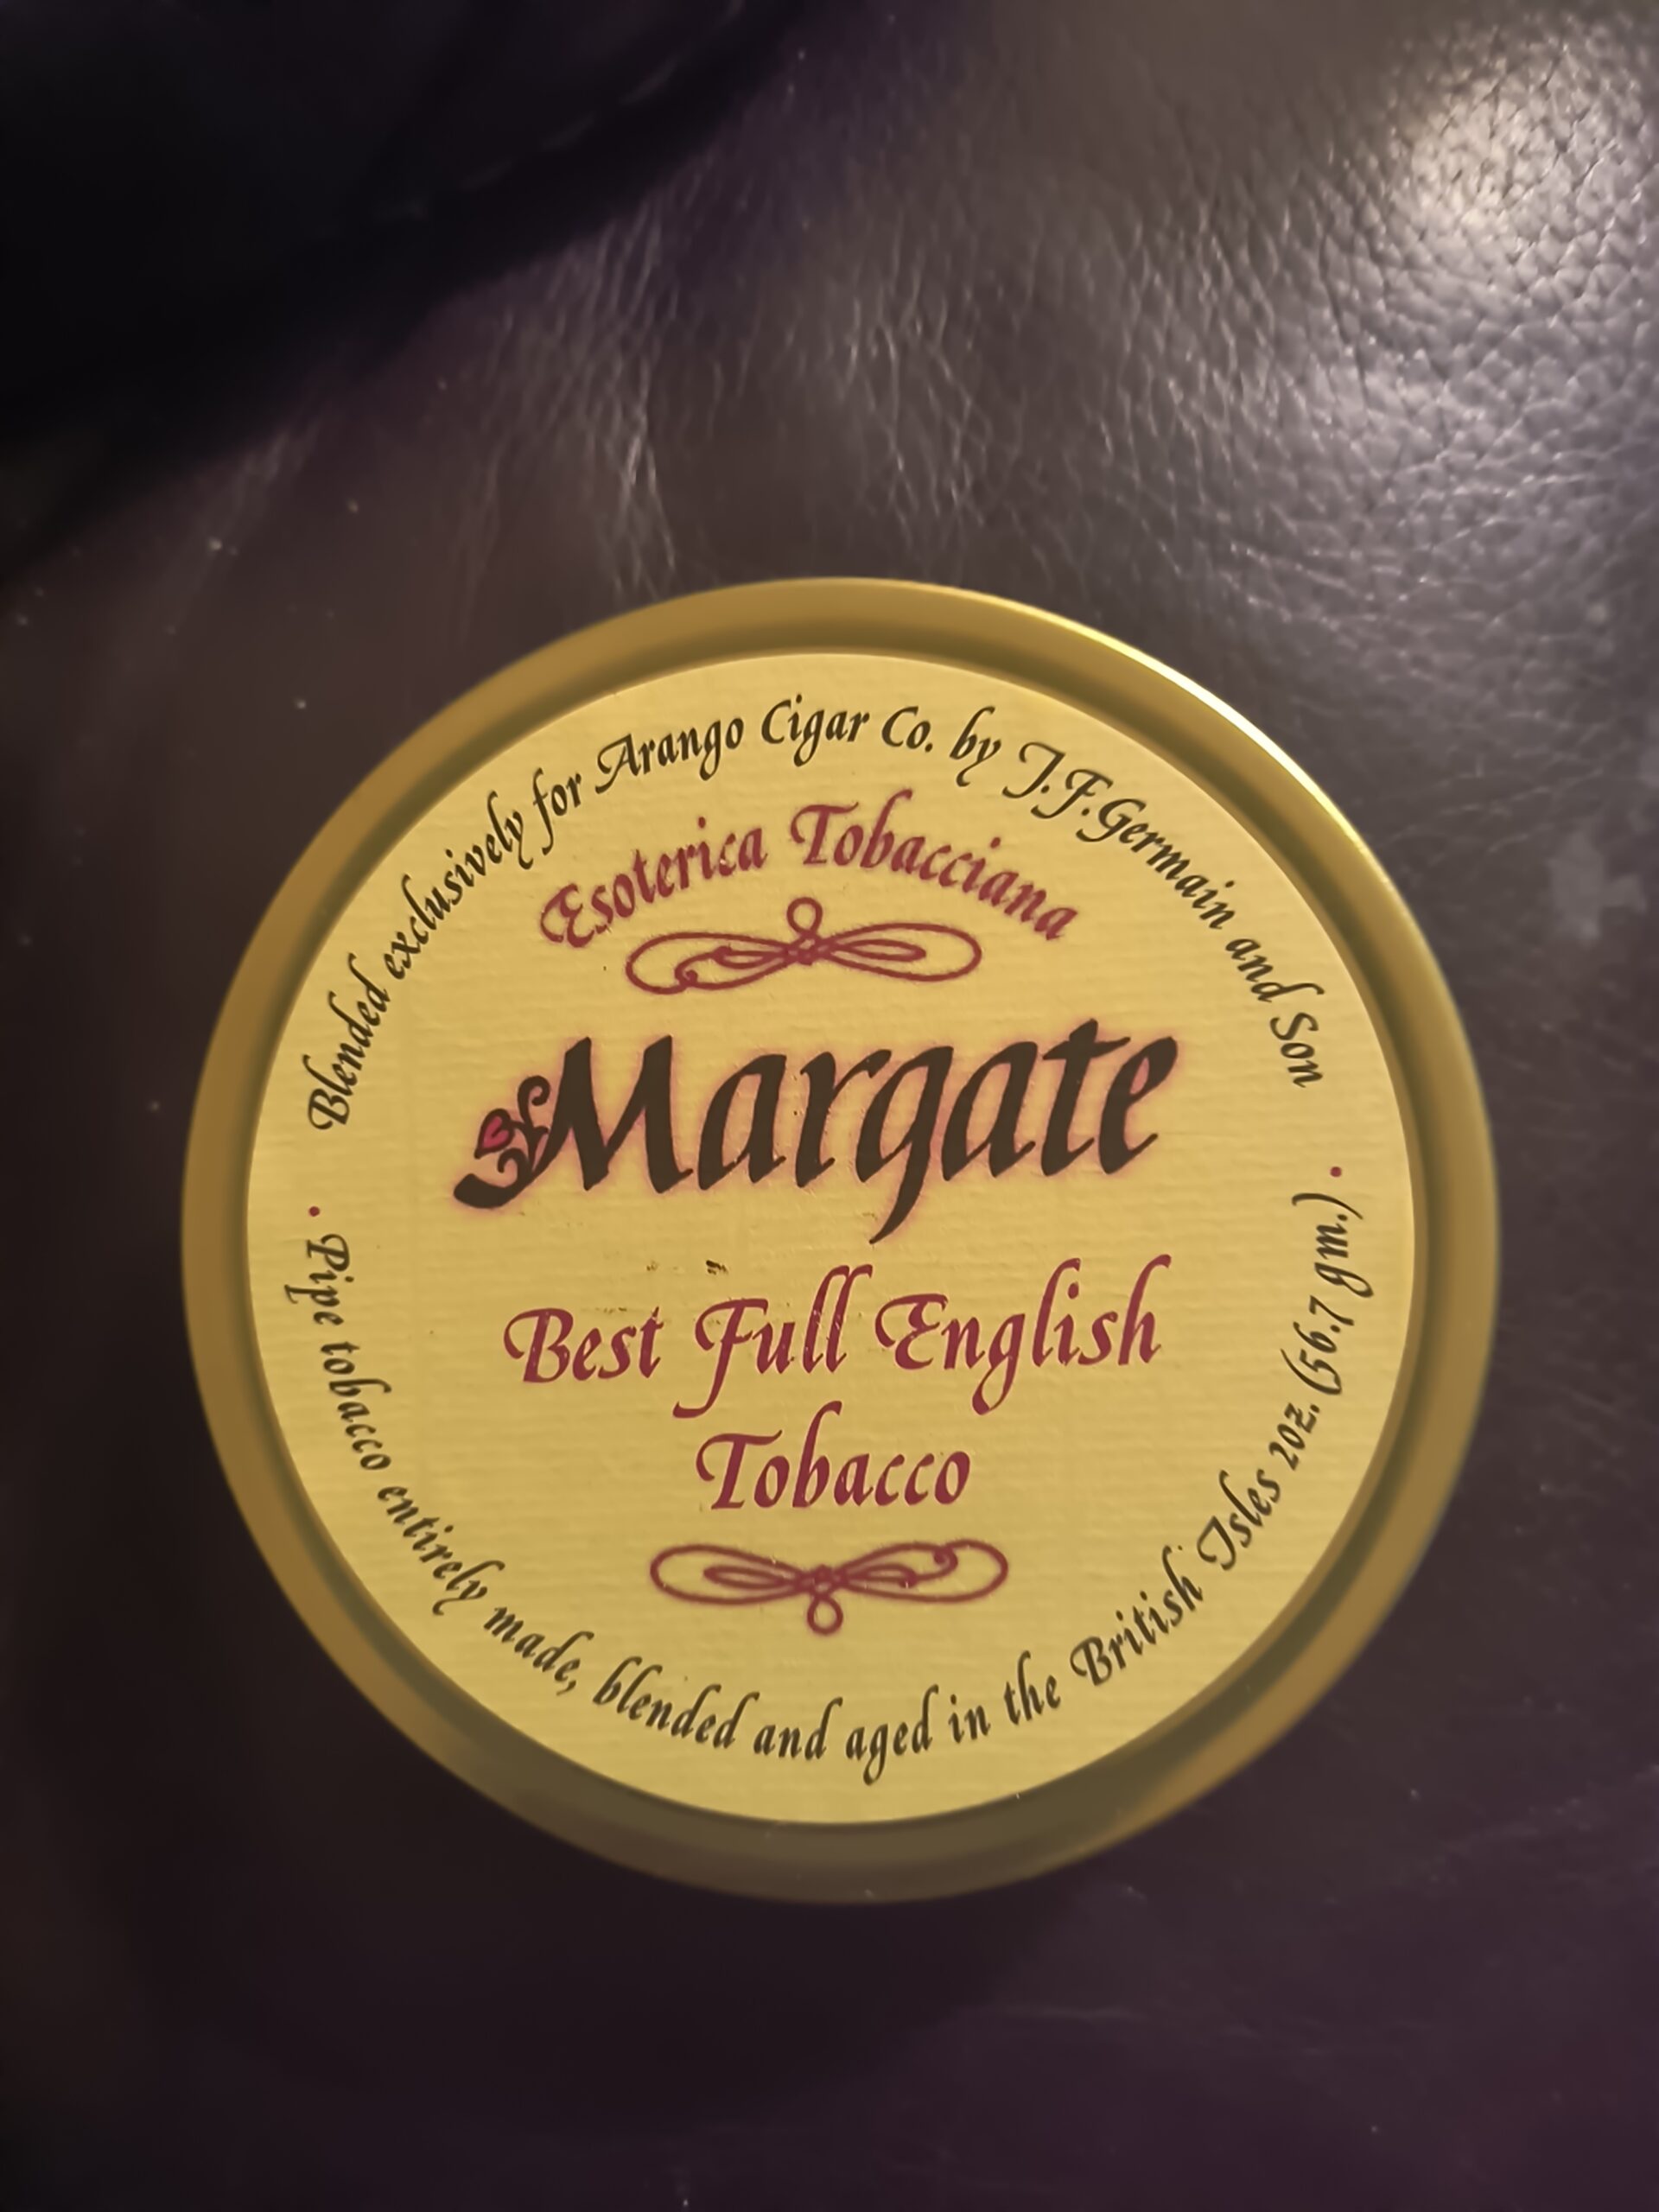 Blended exclusively for Arango Cigar Co. by J.F.Germain and Son
Esoterica Tobacciana
Margate
Best Full English
Tobacco
· Pipe tobacco entirely made, blended and aged in the British Isles 2oz. (56.7 gm.) ·